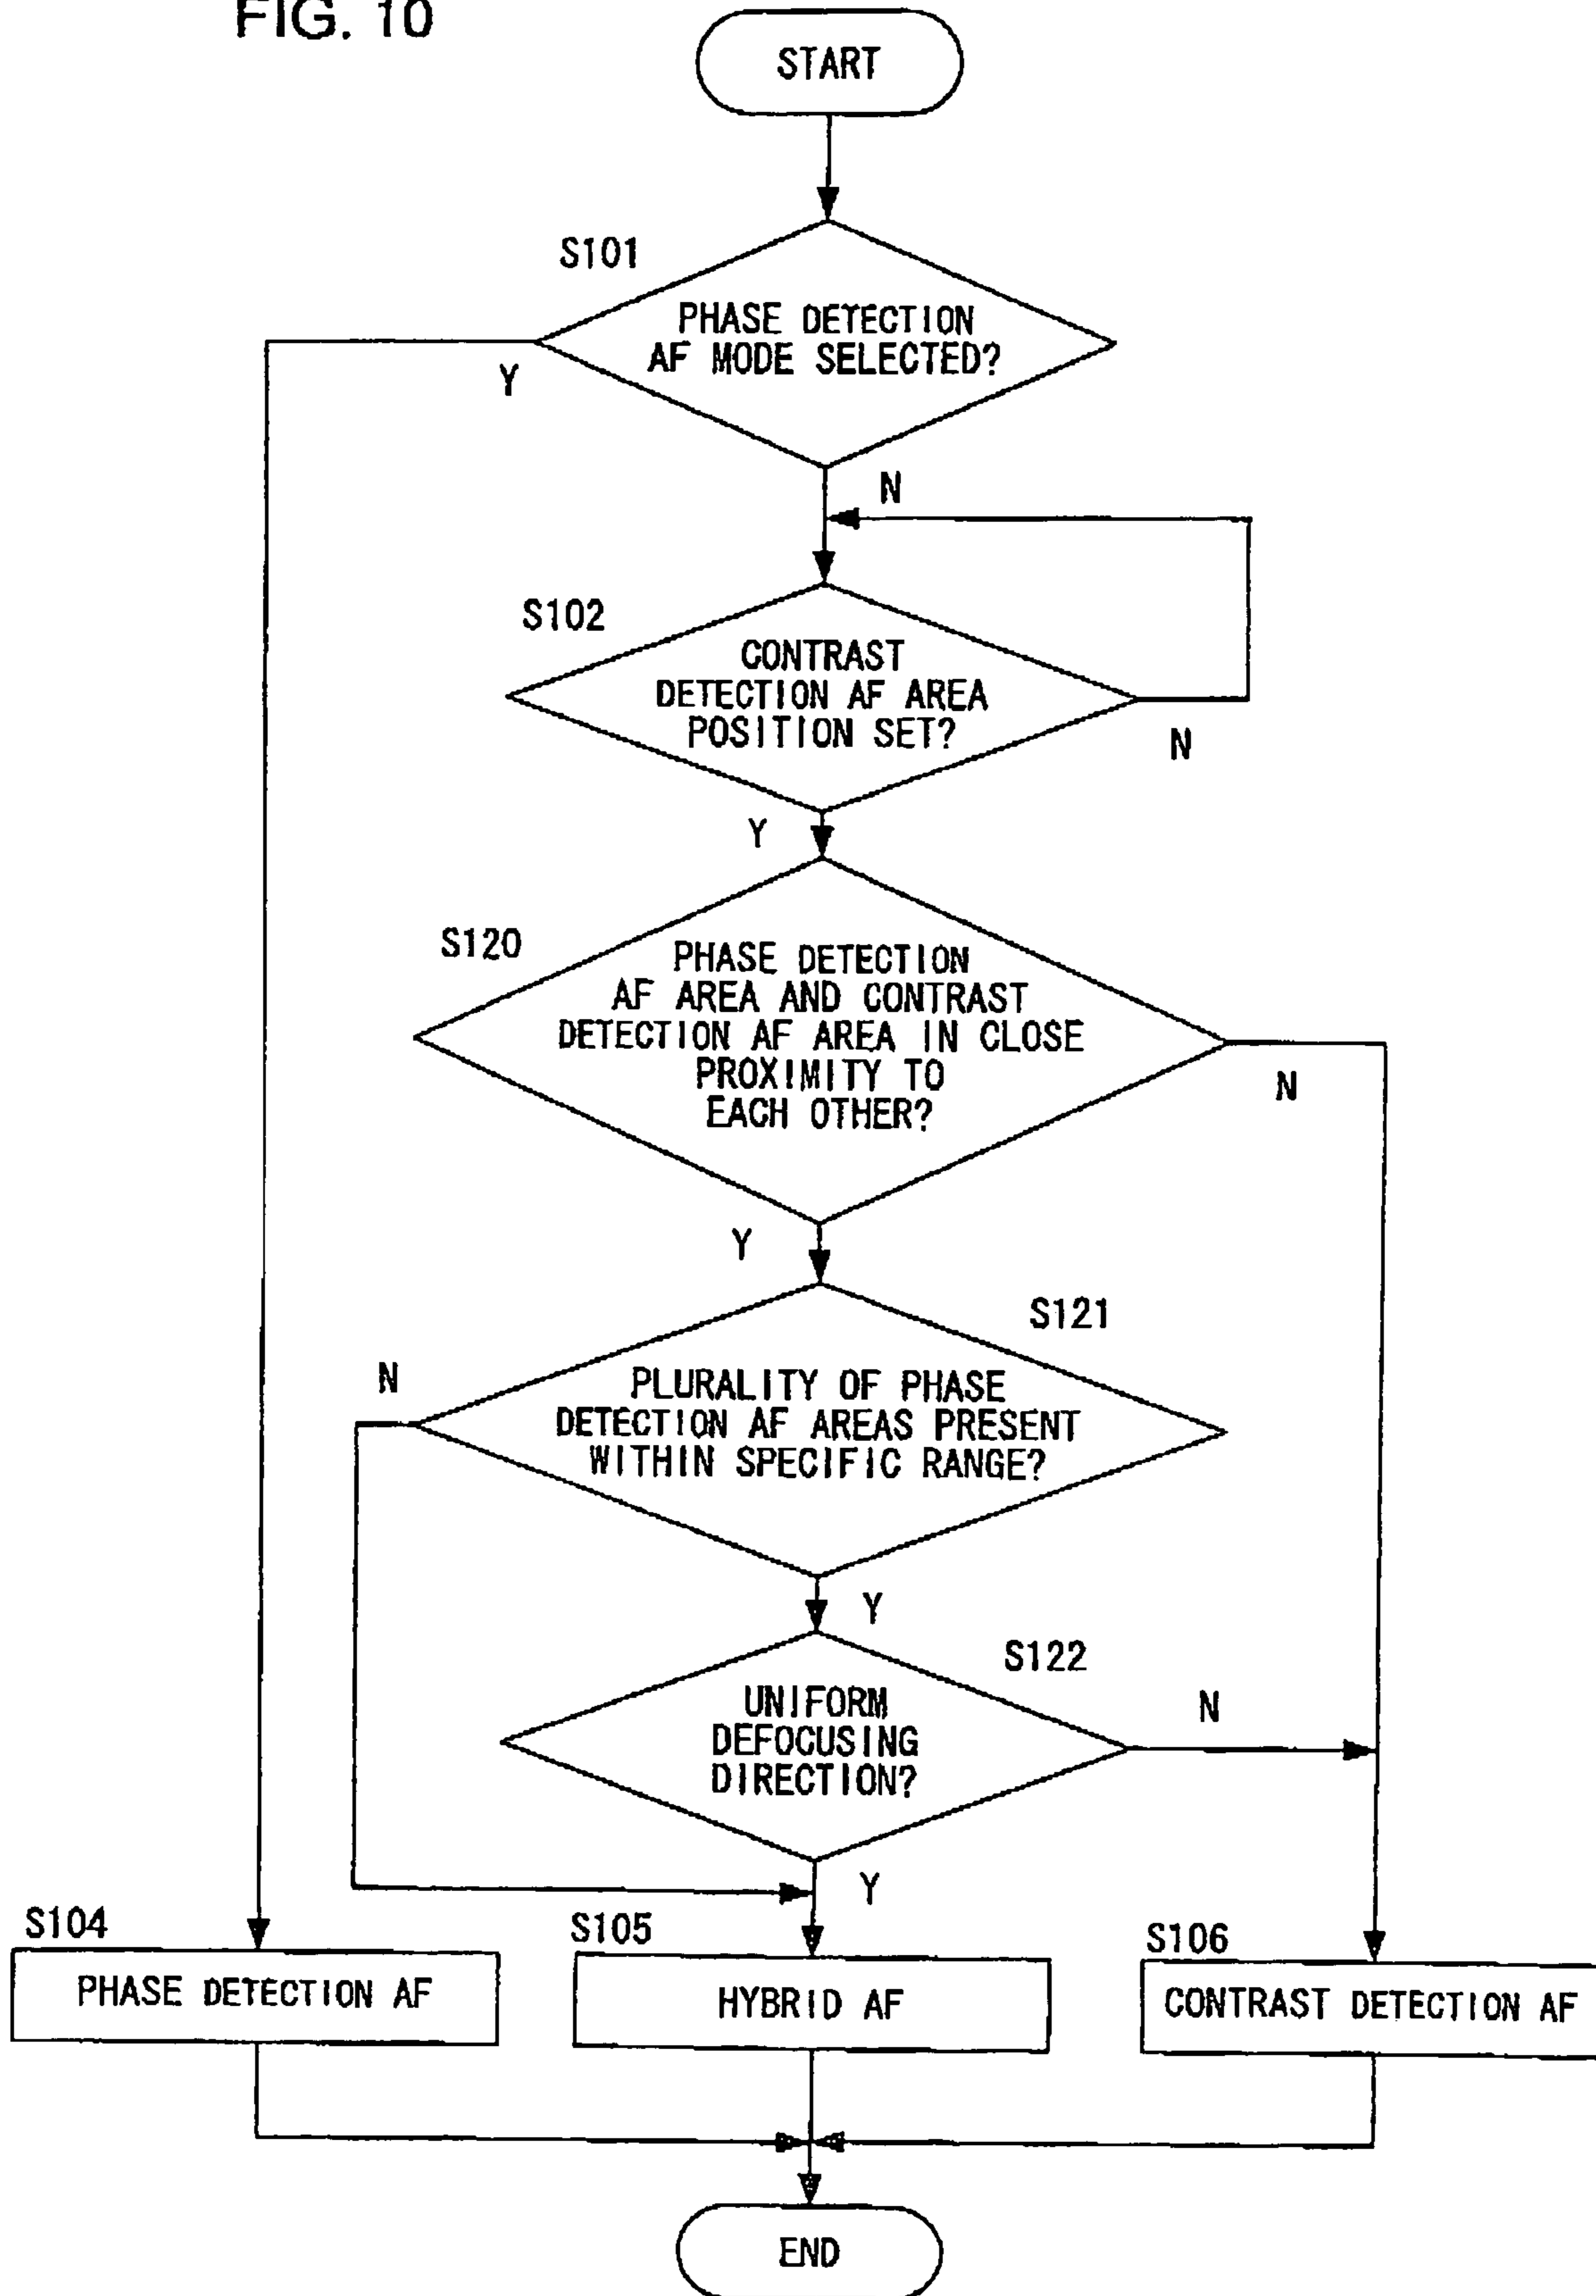 FIG. 10
START
S101
PHASE DETECTION
AF MODE SELECTED?
Y
N
S102
CONTRAST
DETECTION AF AREA
POSITION SET?
N
Y
S120
PHASE DETECTION
AF AREA AND CONTRAST
DETECTION AF AREA IN CLOSE
PROXIMITY TO
EACH OTHER?
N
Y
S121
N
PLURALITY OF PHASE
DETECTION AF AREAS PRESENT
WITHIN SPECIFIC RANGE?
Y
S122
UNIFORM
DEFOCUSING
DIRECTION?
N
Y
S104
PHASE DETECTION AF
S105
HYBRID AF
S106
CONTRAST DETECTION AF
END